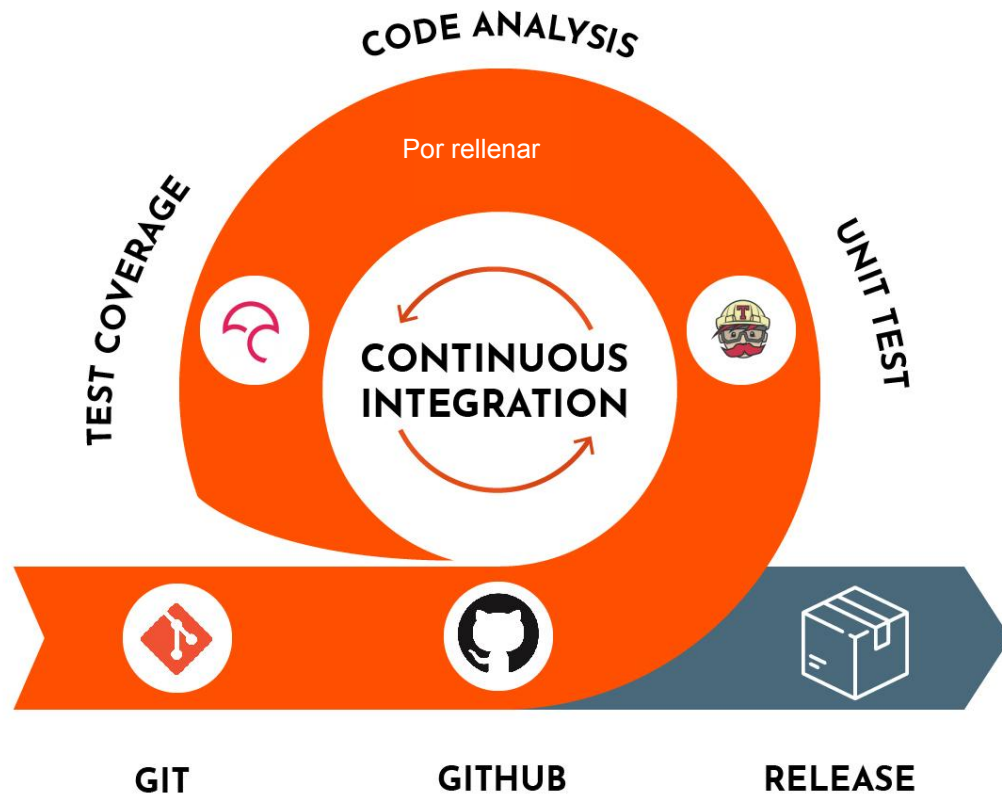 CODE ANALYSIS
Por rellenar
TEST COVERAGE
UNIT TEST
T
CONTINUOUS
INTEGRATION
GIT
GITHUB
RELEASE